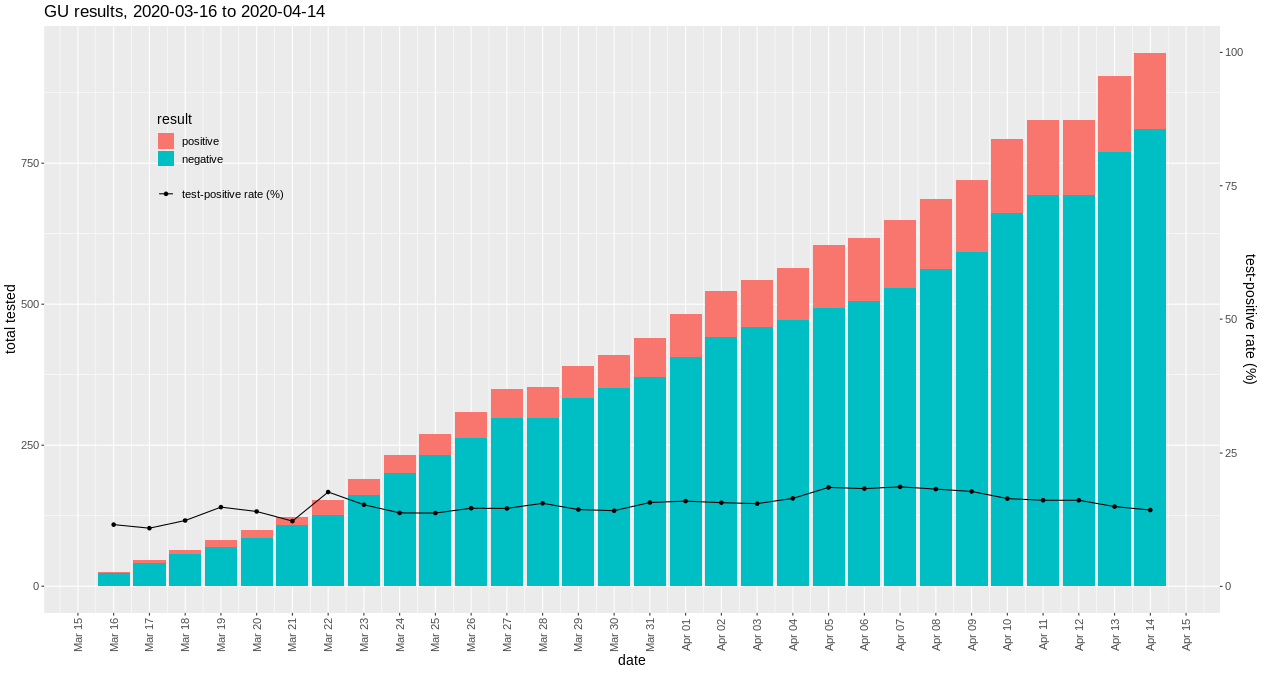 GU results, 2020-03-16 to 2020-04-14
result
positive
negative
test-positive rate (%)
total tested
750
500
250
0
100
75
50
25
0
test-positive rate (%)
Mar 15
Mar 16
Mar 17
Mar 18
Mar 19
Mar 20
Mar 21
Mar 22
Mar 23
Mar 24
Mar 25
Mar 26
Mar 27
Mar 28
Mar 29
Mar 30
Mar 31
Apr 01
Apr 02
Apr 03
Apr 04
Apr 05
Apr 06
Apr 07
Apr 08
Apr 09
Apr 10
Apr 11
Apr 12
Apr 13
Apr 14
Apr 15
date